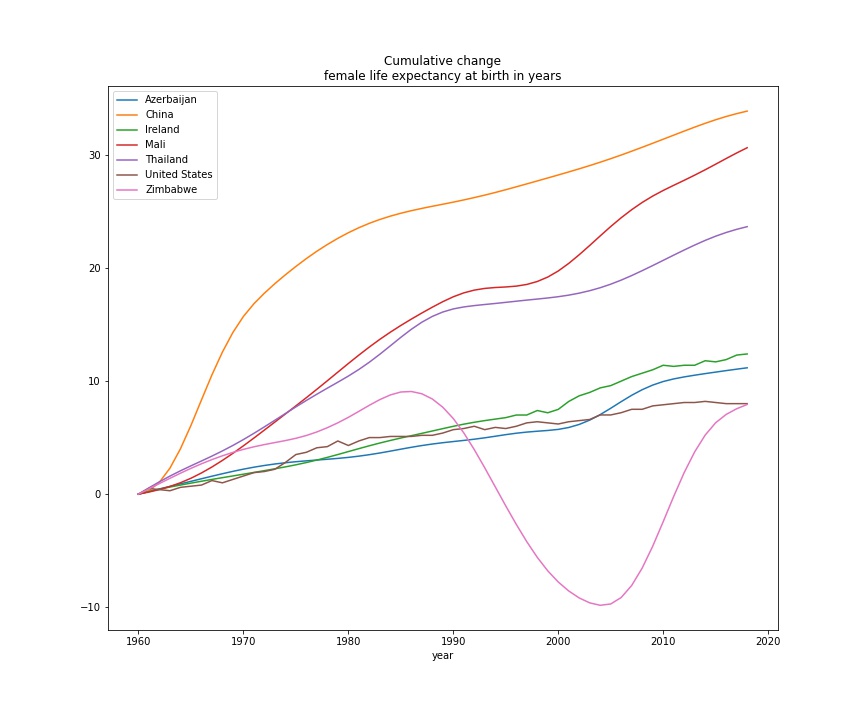 Cumulative change
female life expectancy at birth in years
Azerbaijan
China
Ireland
Mali
Thailand
United States
Zimbabwe
30
20
10
0
−10
1960 1970 1980 1990 2000 2010 2020
year